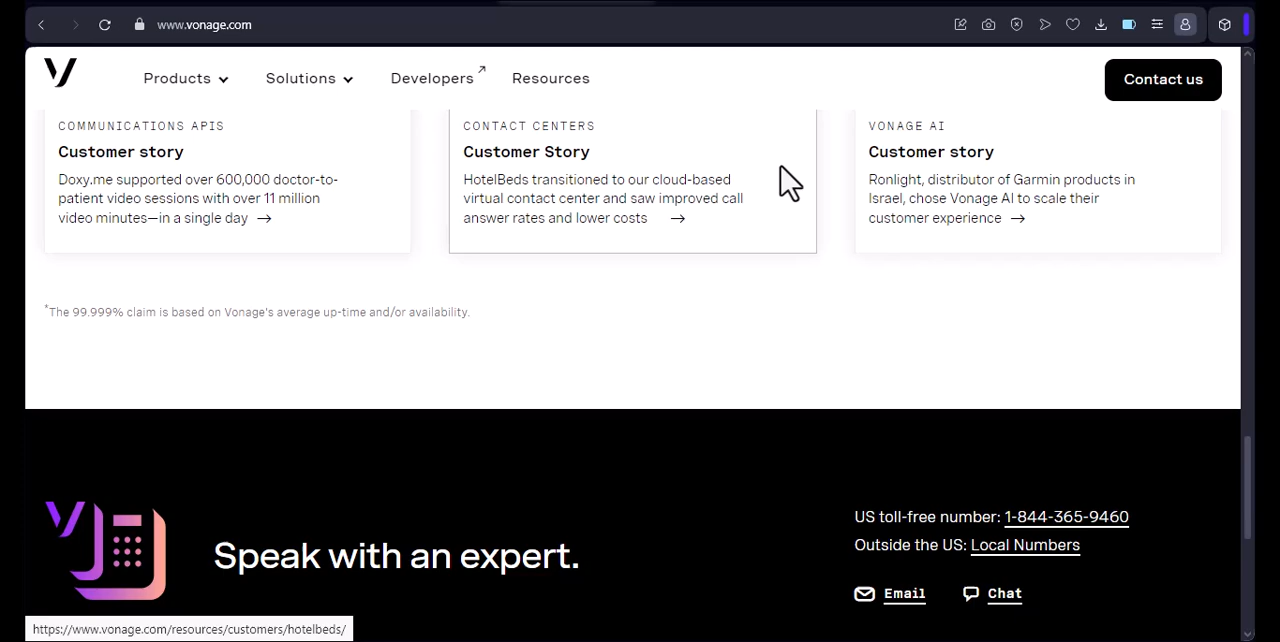 www.vonage.com
Products
Solutions
Developers
Resources
Contact us
COMMUNICATIONS APIS
Customer story
Doxy.me supported over 600,000 doctor-to-
patient video sessions with over 11 million
video minutes—in a single day →
CONTACT CENTERS
Customer Story
HotelBeds transitioned to our cloud-based
virtual contact center and saw improved call
answer rates and lower costs →
VONAGE AI
Customer story
Ronlight, distributor of Garmin products in
Israel, chose Vonage AI to scale their
customer experience →
*The 99.999% claim is based on Vonage's average up-time and/or availability.
Speak with an expert.
US toll-free number: 1-844-365-9460
Outside the US: Local Numbers
Email
Chat
https://www.vonage.com/resources/customers/hotelbeds/